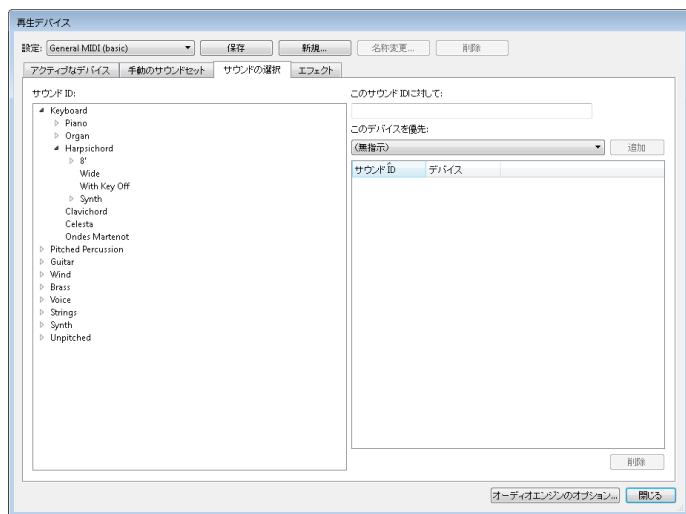 再生デバイス
設定: General MIDI (basic) 保存 新規... 名称変更... 削除
アクティブなデバイス 手動のサウンドセット サウンドの選択 エフェクト
サウンド ID:
Keyboard
Piano
Organ
Harpsichord
8'
Wide
With Key Off
Synth
Clavichord
Celesta
Ondes Martenot
Pitched Percussion
Guitar
Wind
Brass
Voice
Strings
Synth
Unpitched
このサウンド IDに対して:
このデバイスを優先:
(無指示) 追加
サウンド ID デバイス
削除
オーディオエンジンのオプション... 閉じる